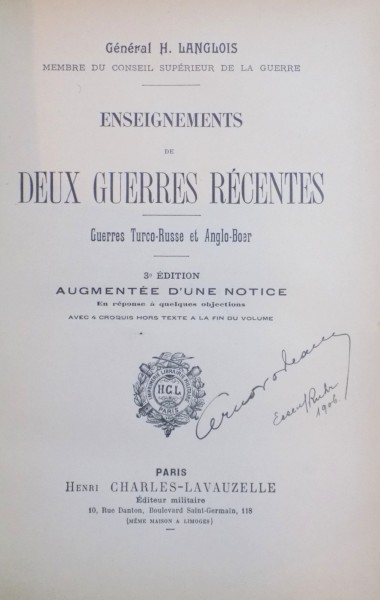 Général H. LANGLOIS
MEMBRE DU CONSEIL SUPÉRIEUR DE LA GUERRE
ENSEIGNEMENTS
DE
DEUX GUERRES RÉCENTES
Guerres Turco-Russe et Anglo-Boer
3e ÉDITION
AUGMENTÉE D'UNE NOTICE
En réponse à quelques objections
AVEC 4 CROQUIS HORS TEXTE A LA FIN DU VOLUME
IMPRIMERIE LIBRAIRIE MILITAIRE
HCL
PARIS
1906
PARIS
HENRI CHARLES-LAVAUZELLE
Éditeur militaire
10, Rue Danton, Boulevard Saint-Germain, 118
(MÊME MAISON A LIMOGES)